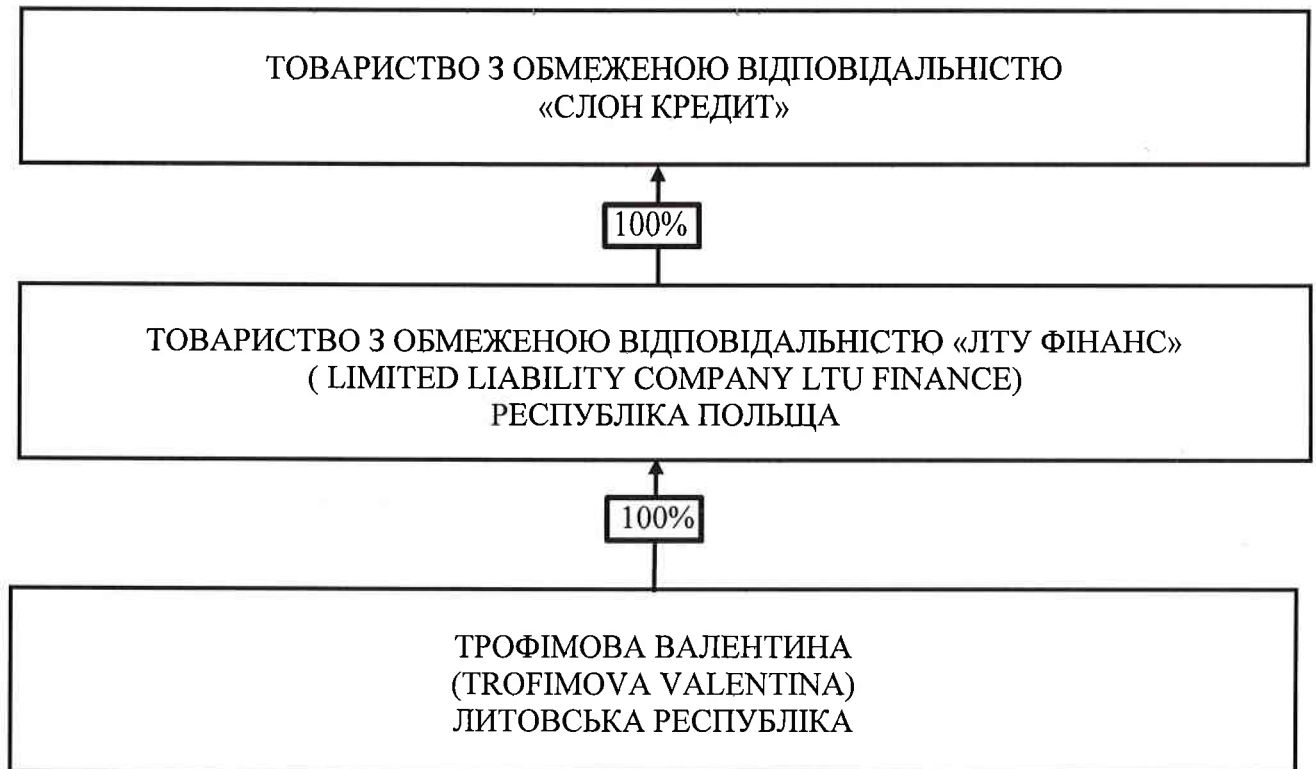 ТОВАРИСТВО З ОБМЕЖЕНОЮ ВІДПОВІДАЛЬНІСТЮ
«СЛОН КРЕДИТ»
100%
ТОВАРИСТВО З ОБМЕЖЕНОЮ ВІДПОВІДАЛЬНІСТЮ «ЛТУ ФІНАНС»
( LIMITED LIABILITY COMPANY LTU FINANCE)
РЕСПУБЛІКА ПОЛЬЩА
100%
ТРОФІМОВА ВАЛЕНТИНА
(TROFIMOVA VALENTINA)
ЛИТОВСЬКА РЕСПУБЛІКА